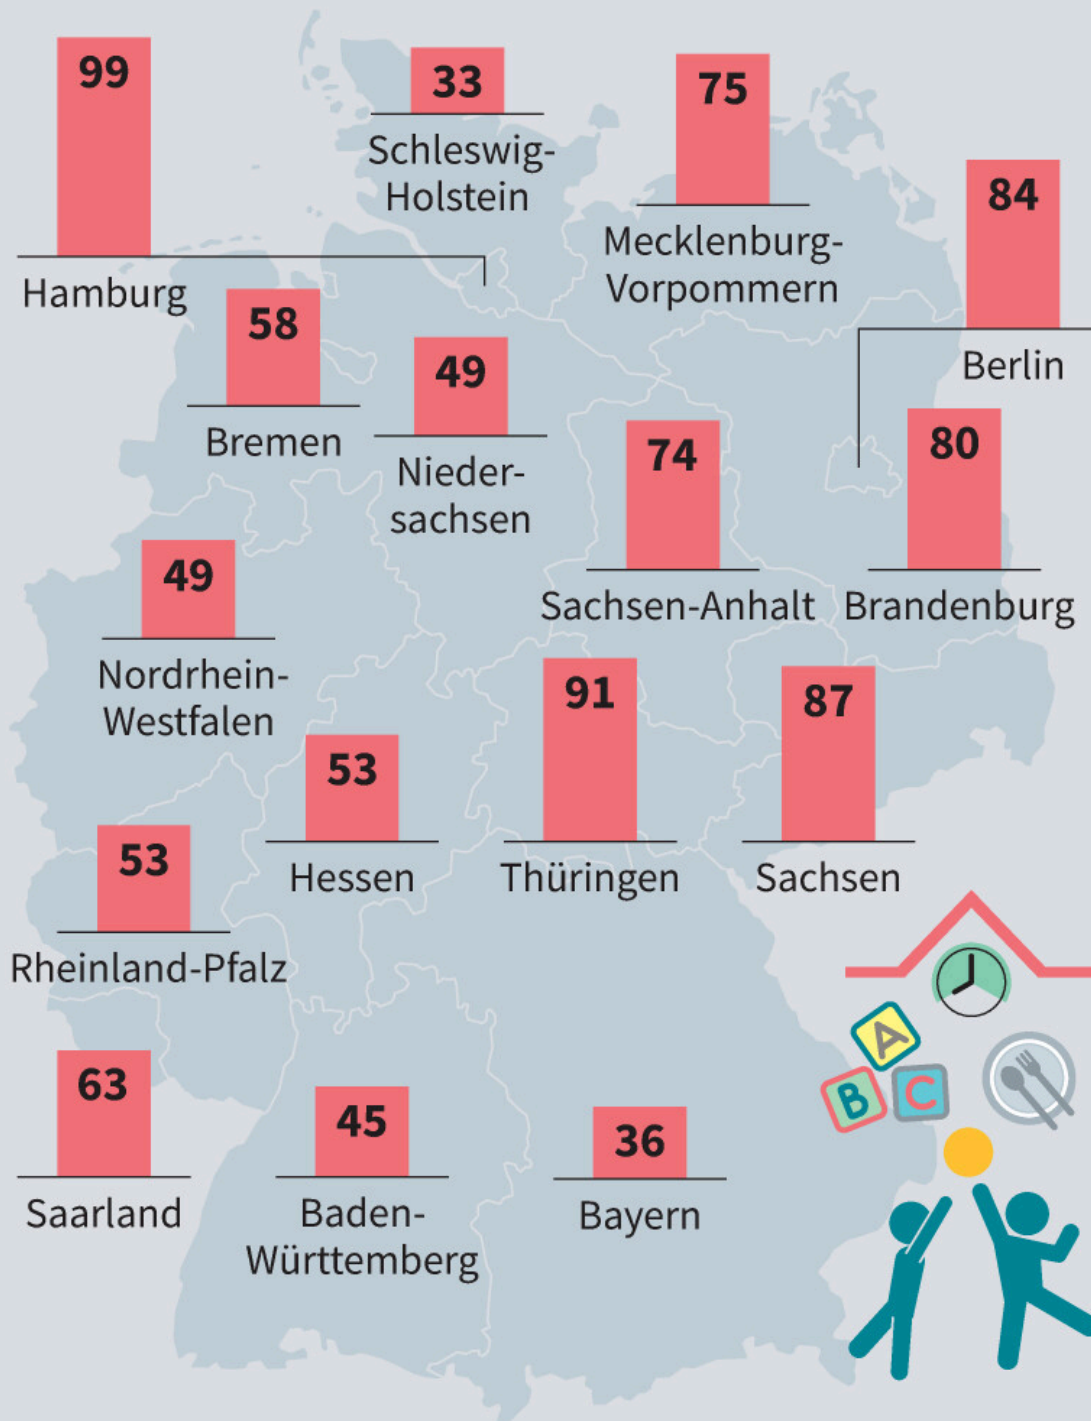 99
Hamburg
33
Schleswig-
Holstein
75
Mecklenburg-
Vorpommern
84
Berlin
58
Bremen
49
Nieder-
sachsen
74
Sachsen-Anhalt
80
Brandenburg
49
Nordrhein-
Westfalen
53
Hessen
91
Thüringen
87
Sachsen
53
Rheinland-Pfalz
63
Saarland
45
Baden-
Württemberg
36
Bayern
A
B
C